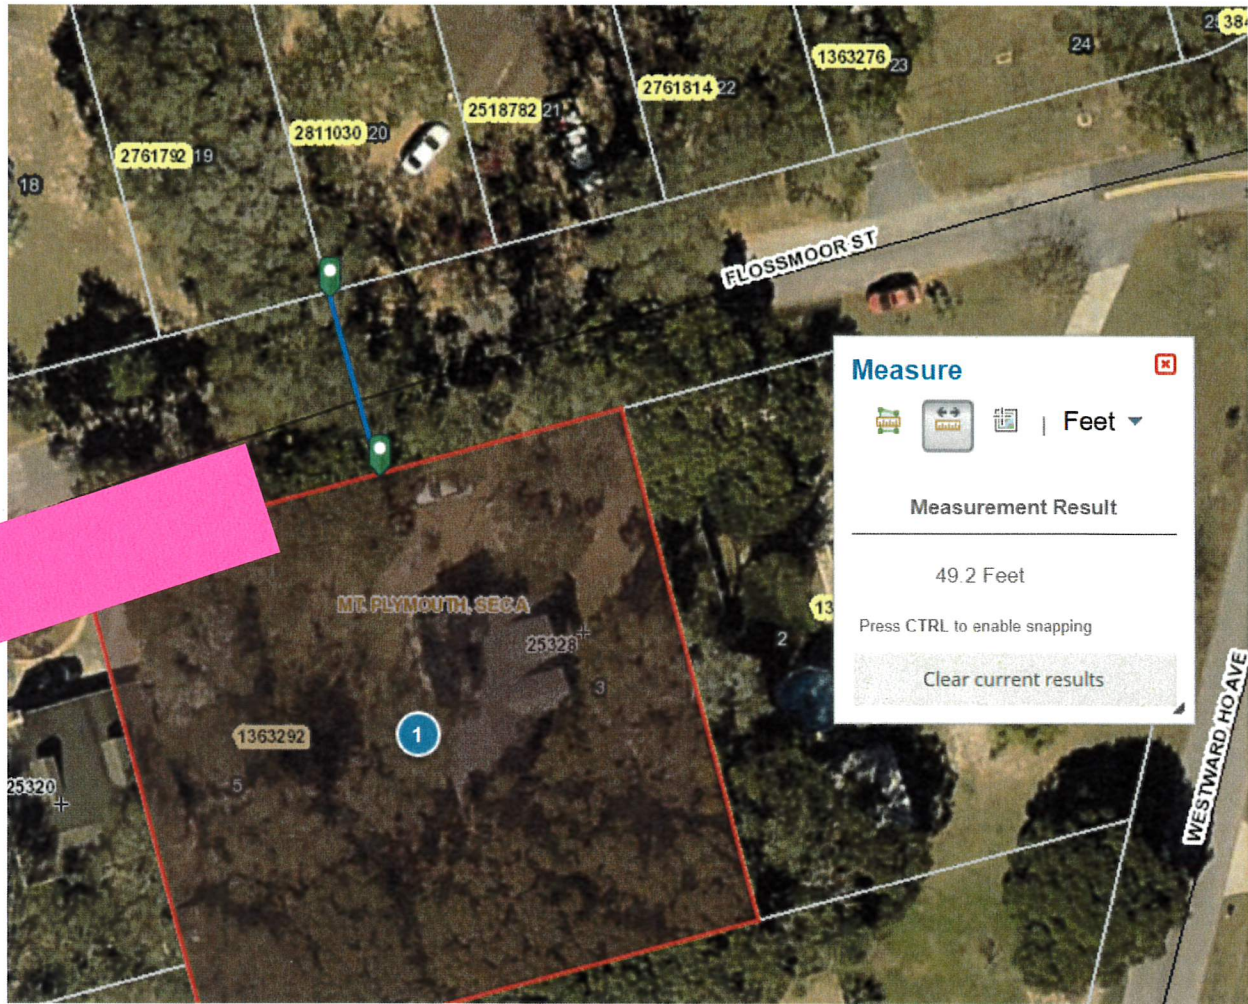 25
384
24
1363276
23
2761814
22
2518782
21
2811030
20
2761792
19
18
FLOSSMOOR ST
Measure
Feet
Measurement Result
49.2 Feet
Press CTRL to enable snapping
Clear current results
MT. PLYMOUTH, SEC A
25328
3
13
2
1363292
1
5
25320
WESTWARD HO AVE